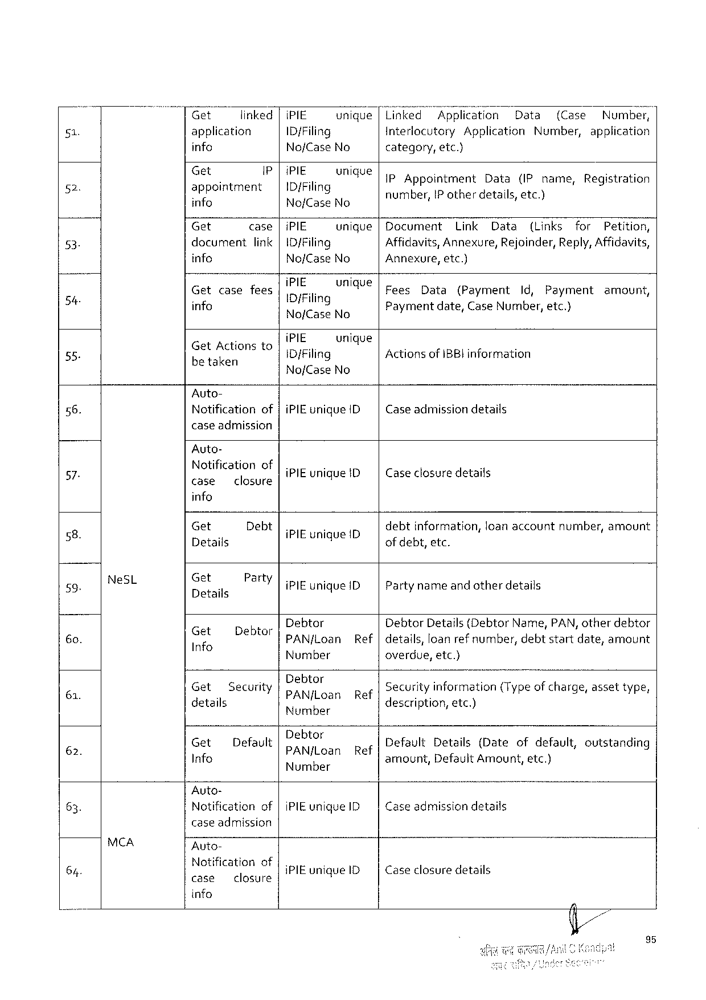 Get linked iPIE unique Linked Application Data (Case Number,
51. application ID/Filing Interlocutory Application Number, application
info No/Case No category, etc.)
Get IP iPIE unique
IP Appointment Data (IP name, Registration
52. appointment ID/Filing
number, IP other details, etc.)
info No/Case No
Get case iPIE unique Document Link Data (Links for Petition,
53. document link ID/Filing Affidavits, Annexure, Rejoinder, Reply, Affidavits,
info No/Case No Annexure, etc.)
iPIE unique
Get case fees Fees Data (Payment Id, Payment amount,
54. ID/Filing
info Payment date, Case Number, etc.)
No/Case No
iPIE unique
Get Actions to
55. ID/Filing Actions of IBBI information
be taken
No/Case No
Auto-
56. Notification of iPIE unique ID Case admission details
case admission
Auto-
Notification of
57. iPIE unique ID Case closure details
case closure
info
Get Debt debt information, loan account number, amount
58. iPIE unique ID
Details of debt, etc.
NeSL Get Party
59. iPIE unique ID Party name and other details
Details
Debtor Debtor Details (Debtor Name, PAN, other debtor
Get Debtor
60. PAN/Loan Ref details, loan ref number, debt start date, amount
Info
Number overdue, etc.)
Debtor
Get Security Security information (Type of charge, asset type,
61. PAN/Loan Ref
details description, etc.)
Number
Debtor
Get Default Default Details (Date of default, outstanding
62. PAN/Loan Ref
Info amount, Default Amount, etc.)
Number
Auto-
63. Notification of iPIE unique ID Case admission details
case admission
MCA
Auto-
Notification of
64. iPIE unique ID Case closure details
case closure
info
95
अनिल चन्द काण्डपाल/Anil C Kandpal
अवर सचिव/Under Secretary